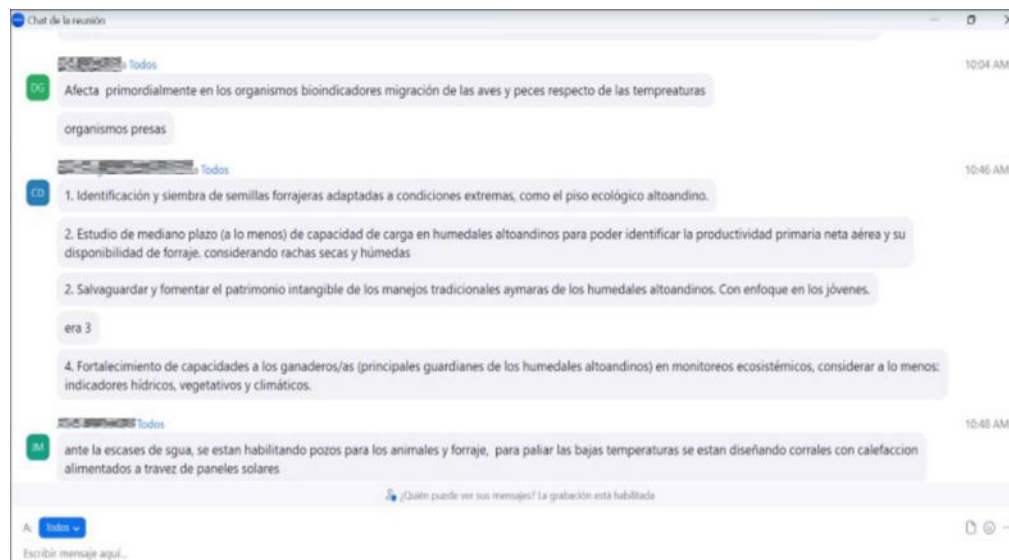 Chat de la reunión
a Todos
10:04 AM
DG
Afecta primordialmente en los organismos bioindicadores migración de las aves y peces respecto de las tempreaturas
organismos presas
a Todos
10:46 AM
CD
1. Identificación y siembra de semillas forrajeras adaptadas a condiciones extremas, como el piso ecológico altoandino.
2. Estudio de mediano plazo (a lo menos) de capacidad de carga en humedales altoandinos para poder identificar la productividad primaria neta aérea y su
disponibilidad de forraje. considerando rachas secas y húmedas
2. Salvaguardar y fomentar el patrimonio intangible de los manejos tradicionales aymaras de los humedales altoandinos. Con enfoque en los jóvenes.
era 3
4. Fortalecimiento de capacidades a los ganaderos/as (principales guardianes de los humedales altoandinos) en monitoreos ecosistémicos, considerar a lo menos:
indicadores hídricos, vegetativos y climáticos.
Todos
10:48 AM
JM
ante la escases de sgua, se estan habilitando pozos para los animales y forraje, para paliar las bajas temperaturas se estan diseñando corrales con calefaccion
alimentados a travez de paneles solares
¿Quién puede ver sus mensajes? La grabación está habilitada
A: Todos
Escribir mensaje aquí...